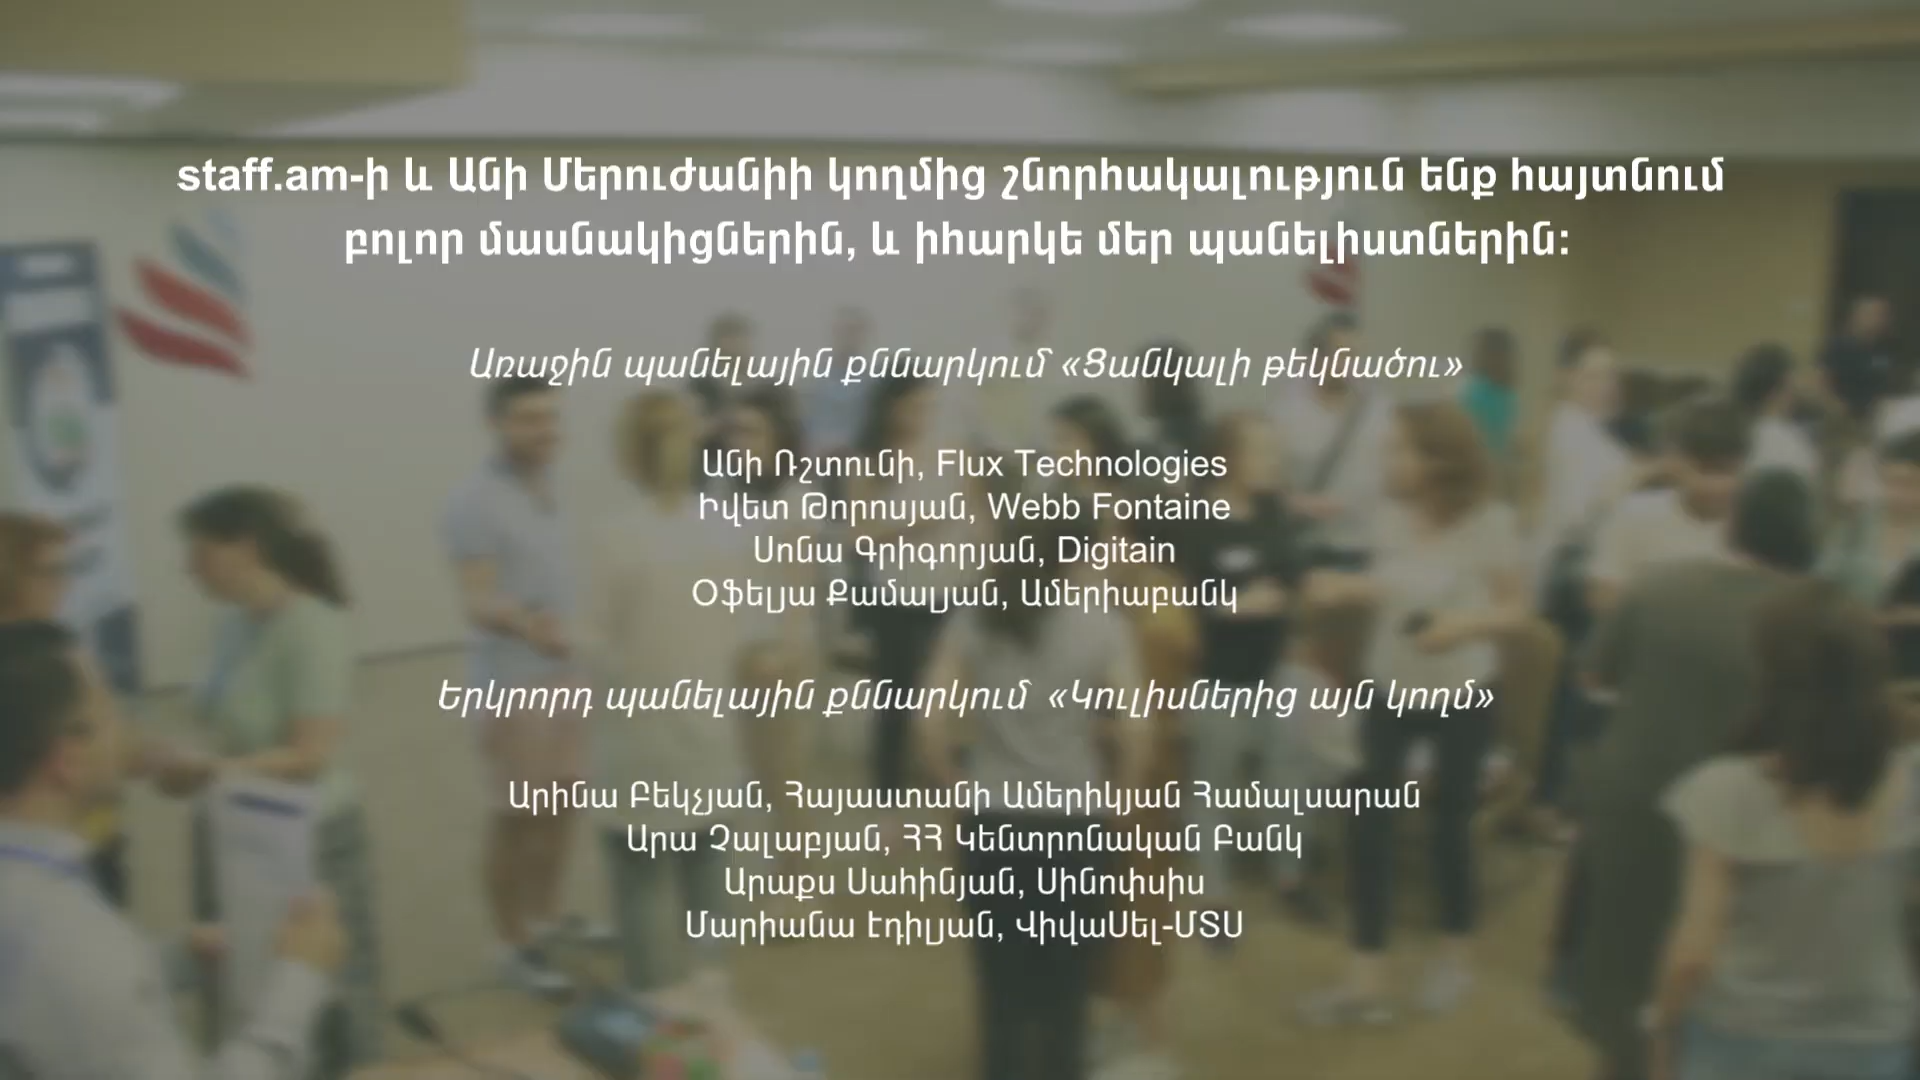 staff.am-ի և Անի Մերուժանիի կողմից շնորհակալություն ենք հայտնում
բոլոր մասնակիցներին, և իհարկե մեր պանելիստներին:
Առաջին պանելային քննարկում՝ «Ցանկալի թեկնածու»
Անի Ռշտունի, Flux Technologies
Իվետ Թորոսյան, Webb Fontaine
Սոնա Գրիգորյան, Digitain
Օֆելյա Քամալյան, Ամերիաբանկ
Երկրորդ պանելային քննարկում՝ «Կուլիսներից այն կողմ»
Արինա Բեկչյան, Հայաստանի Ամերիկյան Համալսարան
Արա Չալաբյան, ՀՀ Կենտրոնական Բանկ
Արաքս Սահինյան, Սինոփսիս
Մարիանա Էդիլյան, ՎիվաՍել-ՄՏՍ